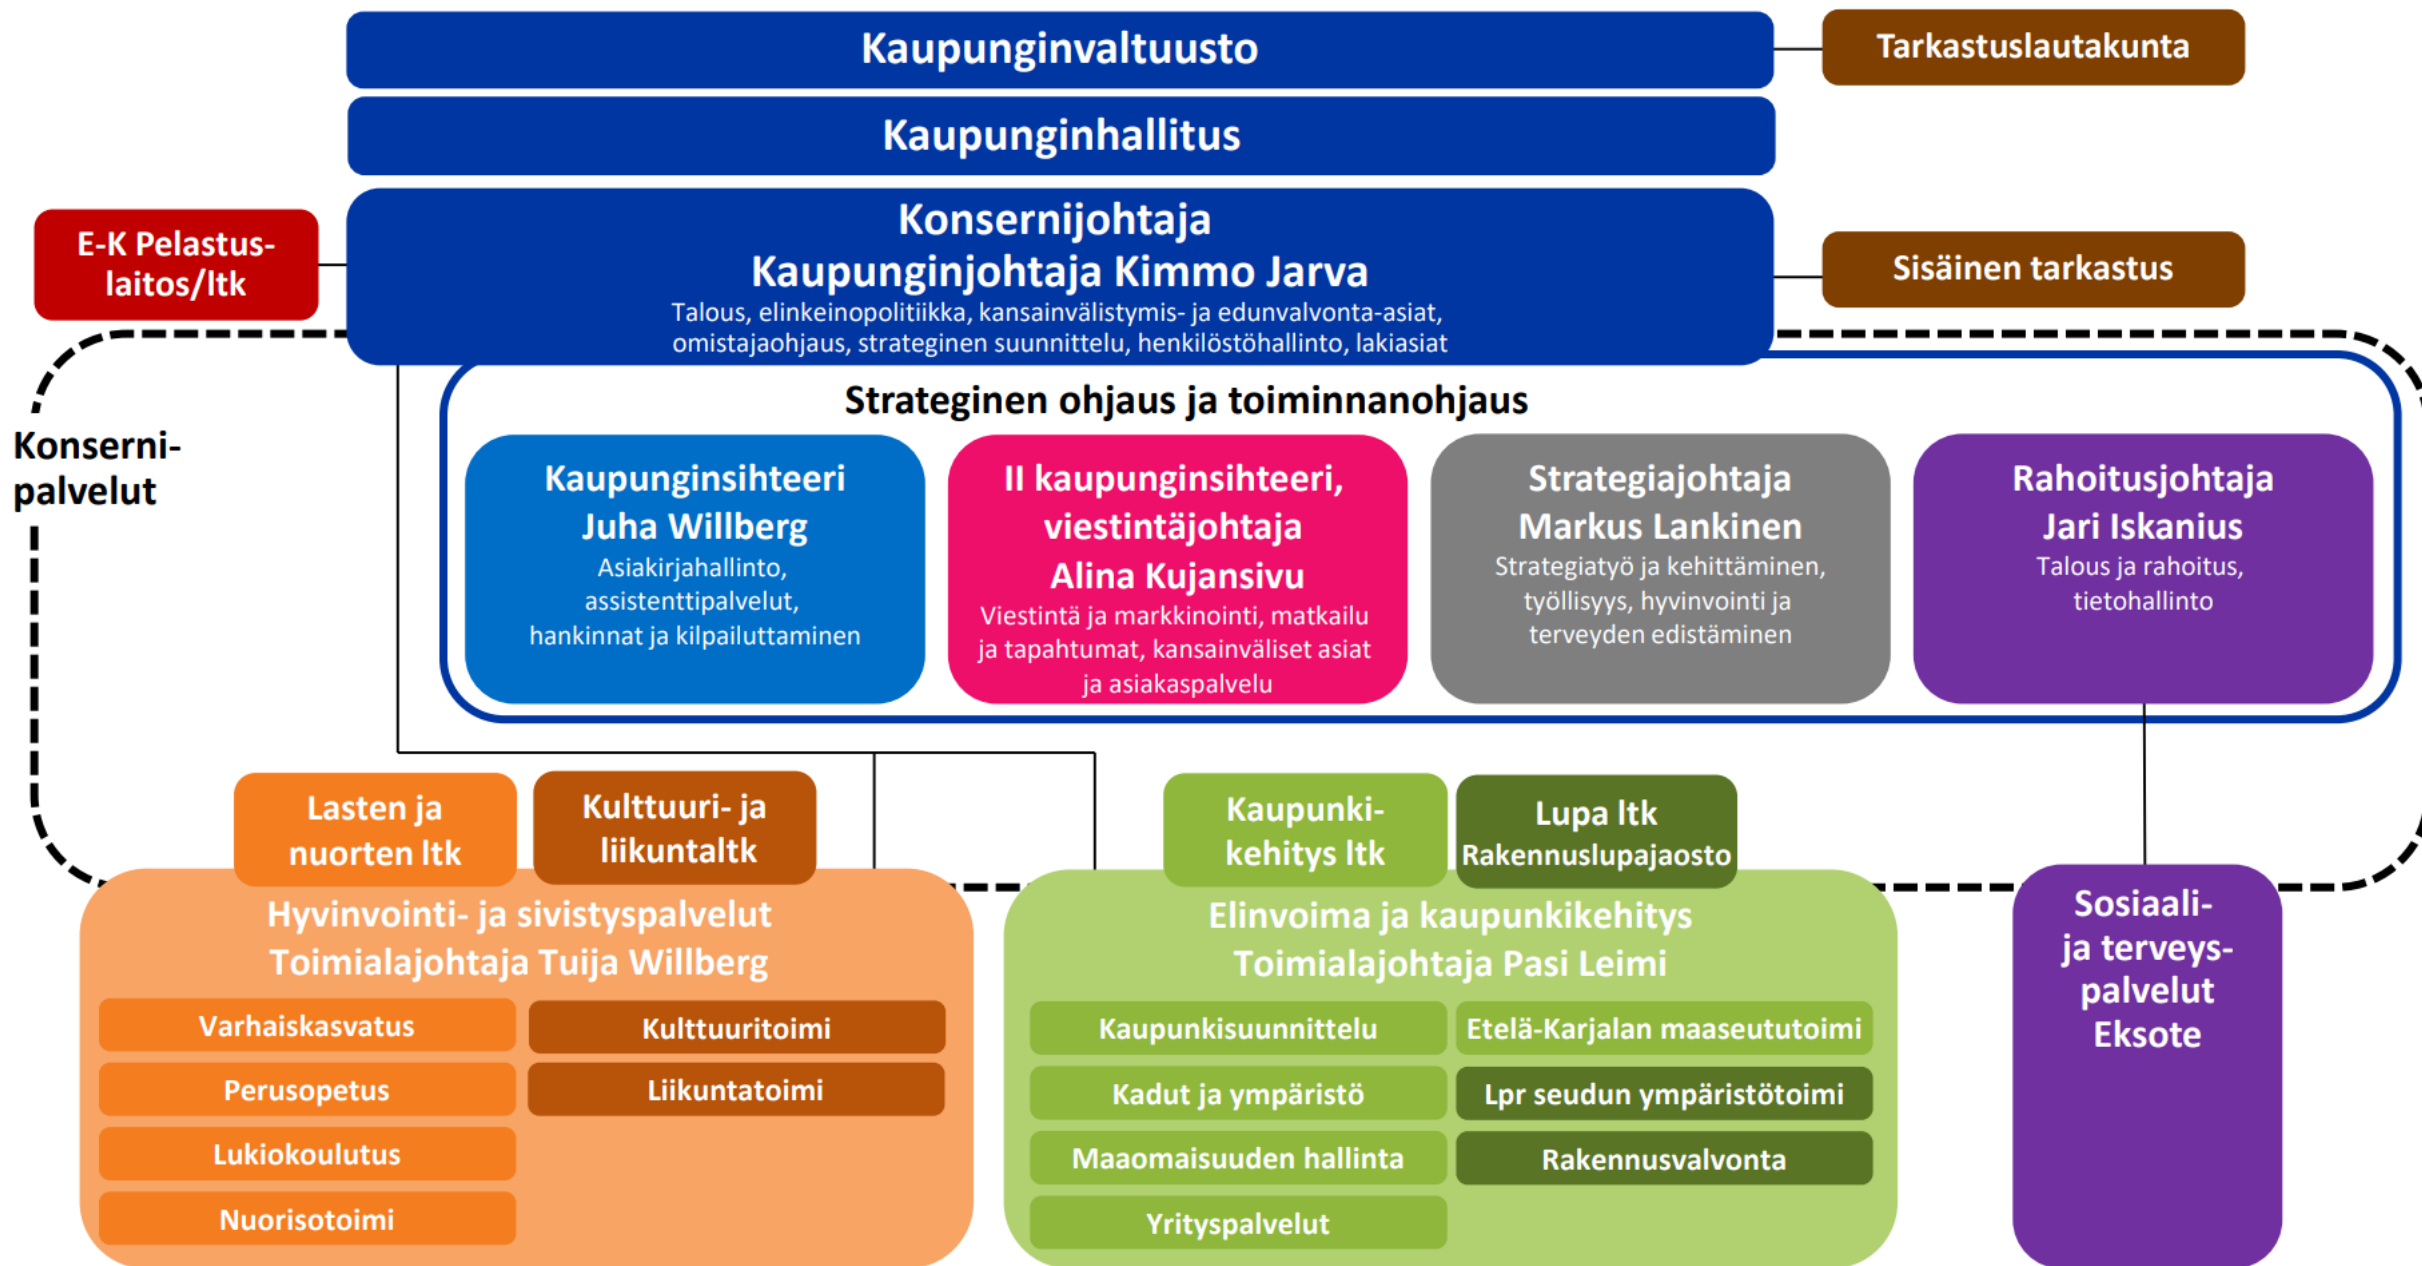 Kaupunginvaltuusto
Tarkastuslautakunta
Kaupunginhallitus
E-K Pelastus-
laitos/ltk
Konsernijohtaja
Kaupunginjohtaja Kimmo Jarva
Talous, elinkeinopolitiikka, kansainvälistymis- ja edunvalvonta-asiat,
omistajaohjaus, strateginen suunnittelu, henkilöstöhallinto, lakiasiat
Sisäinen tarkastus
Konserni-
palvelut
Strateginen ohjaus ja toiminnanohjaus
Kaupunginsihteeri
Juha Willberg
Asiakirjahallinto,
assistenttipalvelut,
hankinnat ja kilpailuttaminen
II kaupunginsihteeri,
viestintäjohtaja
Alina Kujansivu
Viestintä ja markkinointi, matkailu
ja tapahtumat, kansainväliset asiat
ja asiakaspalvelu
Strategiajohtaja
Markus Lankinen
Strategiatyö ja kehittäminen,
työllisyys, hyvinvointi ja
terveyden edistäminen
Rahoitusjohtaja
Jari Iskanius
Talous ja rahoitus,
tietohallinto
Lasten ja
nuorten ltk
Kulttuuri- ja
liikuntaltk
Hyvinvointi- ja sivistyspalvelut
Toimialajohtaja Tuija Willberg
Varhaiskasvatus
Perusopetus
Lukiokoulutus
Nuorisotoimi
Kulttuuritoimi
Liikuntatoimi
Kaupunki-
kehitys ltk
Lupa ltk
Rakennuslupajaosto
Elinvoima ja kaupunkikehitys
Toimialajohtaja Pasi Leimi
Kaupunkisuunnittelu
Kadut ja ympäristö
Maaomaisuuden hallinta
Yrityspalvelut
Etelä-Karjalan maaseututoimi
Lpr seudun ympäristötoimi
Rakennusvalvonta
Sosiaali-
ja terveys-
palvelut
Eksote